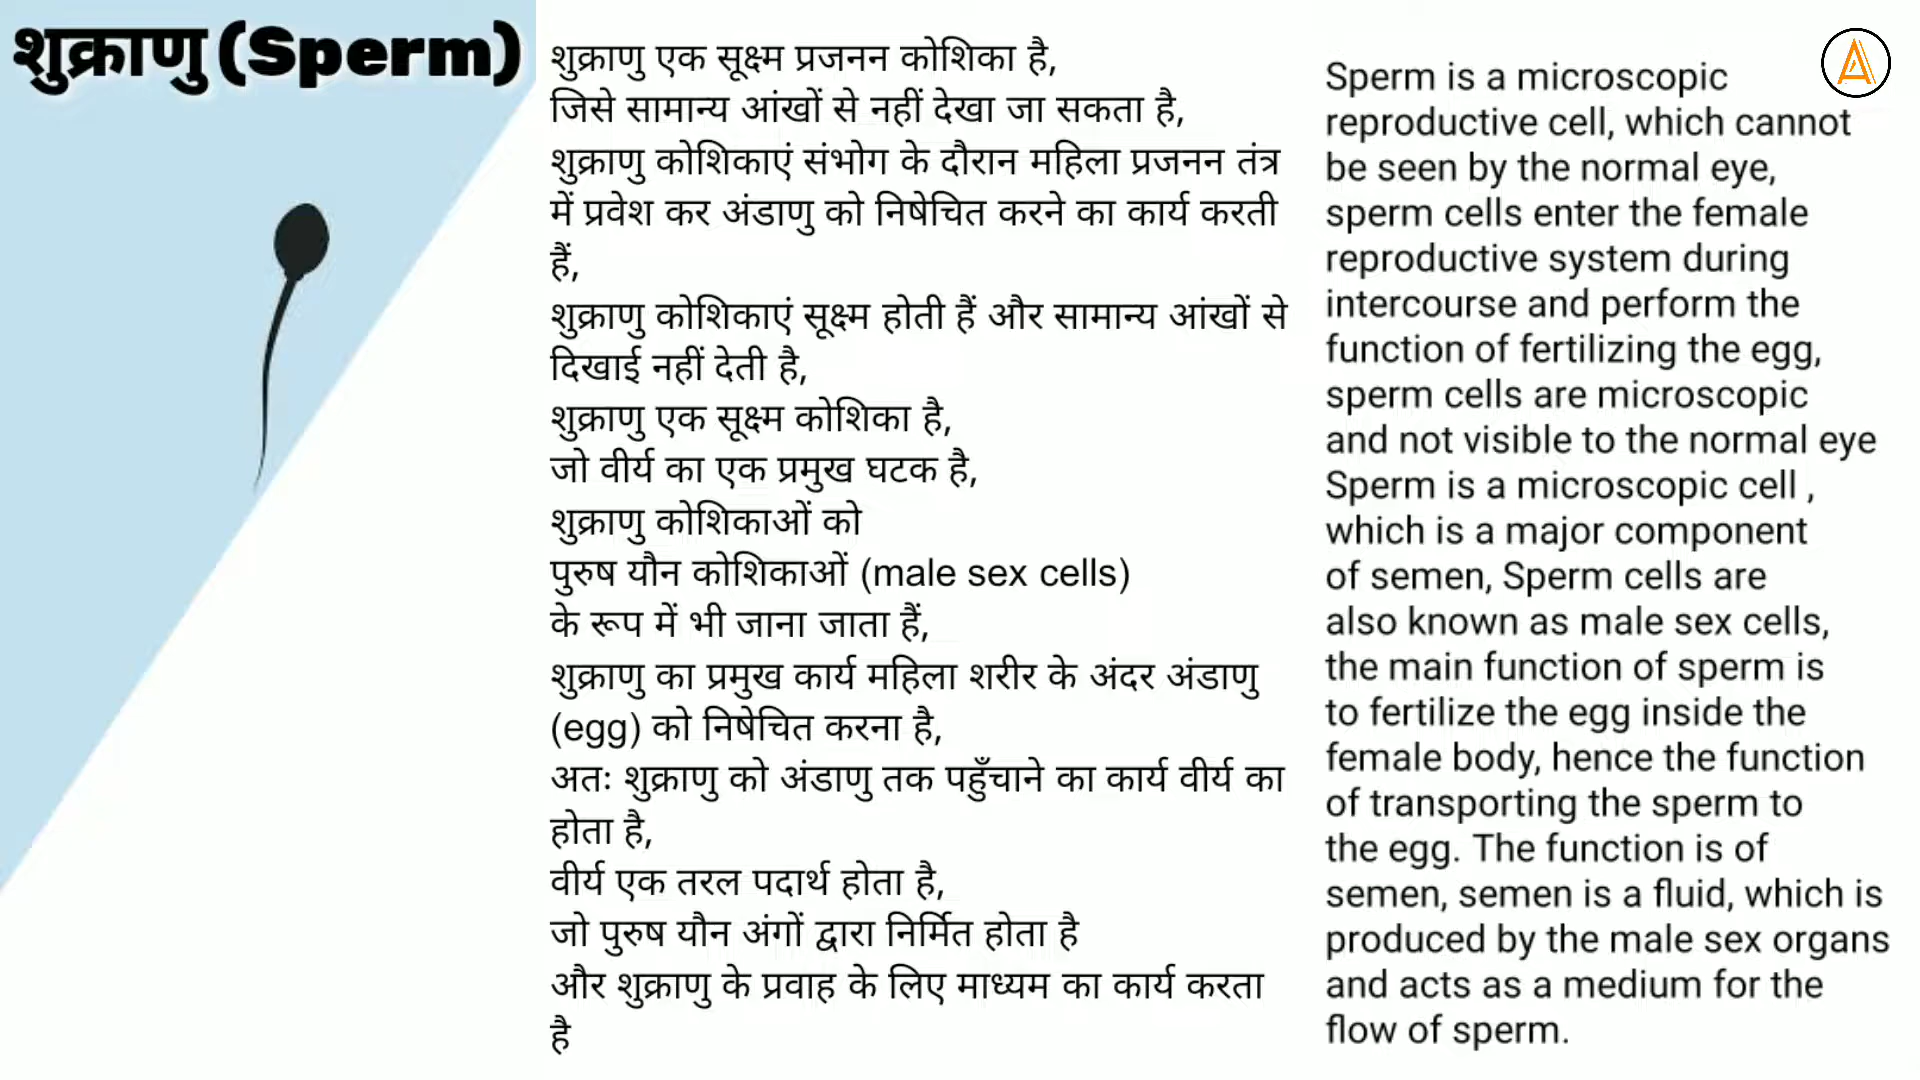 शुक्राणु (Sperm)
शुक्राणु एक सूक्ष्म प्रजनन कोशिका है,
जिसे सामान्य आंखों से नहीं देखा जा सकता है,
शुक्राणु कोशिकाएं संभोग के दौरान महिला प्रजनन तंत्र
में प्रवेश कर अंडाणु को निषेचित करने का कार्य करती
हैं,
शुक्राणु कोशिकाएं सूक्ष्म होती हैं और सामान्य आंखों से
दिखाई नहीं देती है,
शुक्राणु एक सूक्ष्म कोशिका है,
जो वीर्य का एक प्रमुख घटक है,
शुक्राणु कोशिकाओं को
पुरुष यौन कोशिकाओं (male sex cells)
के रूप में भी जाना जाता हैं,
शुक्राणु का प्रमुख कार्य महिला शरीर के अंदर अंडाणु
(egg) को निषेचित करना है,
अतः शुक्राणु को अंडाणु तक पहुँचाने का कार्य वीर्य का
होता है,
वीर्य एक तरल पदार्थ होता है,
जो पुरुष यौन अंगों द्वारा निर्मित होता है
और शुक्राणु के प्रवाह के लिए माध्यम का कार्य करता
है
Sperm is a microscopic
reproductive cell, which cannot
be seen by the normal eye,
sperm cells enter the female
reproductive system during
intercourse and perform the
function of fertilizing the egg,
sperm cells are microscopic
and not visible to the normal eye
Sperm is a microscopic cell ,
which is a major component
of semen, Sperm cells are
also known as male sex cells,
the main function of sperm is
to fertilize the egg inside the
female body, hence the function
of transporting the sperm to
the egg. The function is of
semen, semen is a fluid, which is
produced by the male sex organs
and acts as a medium for the
flow of sperm.
A